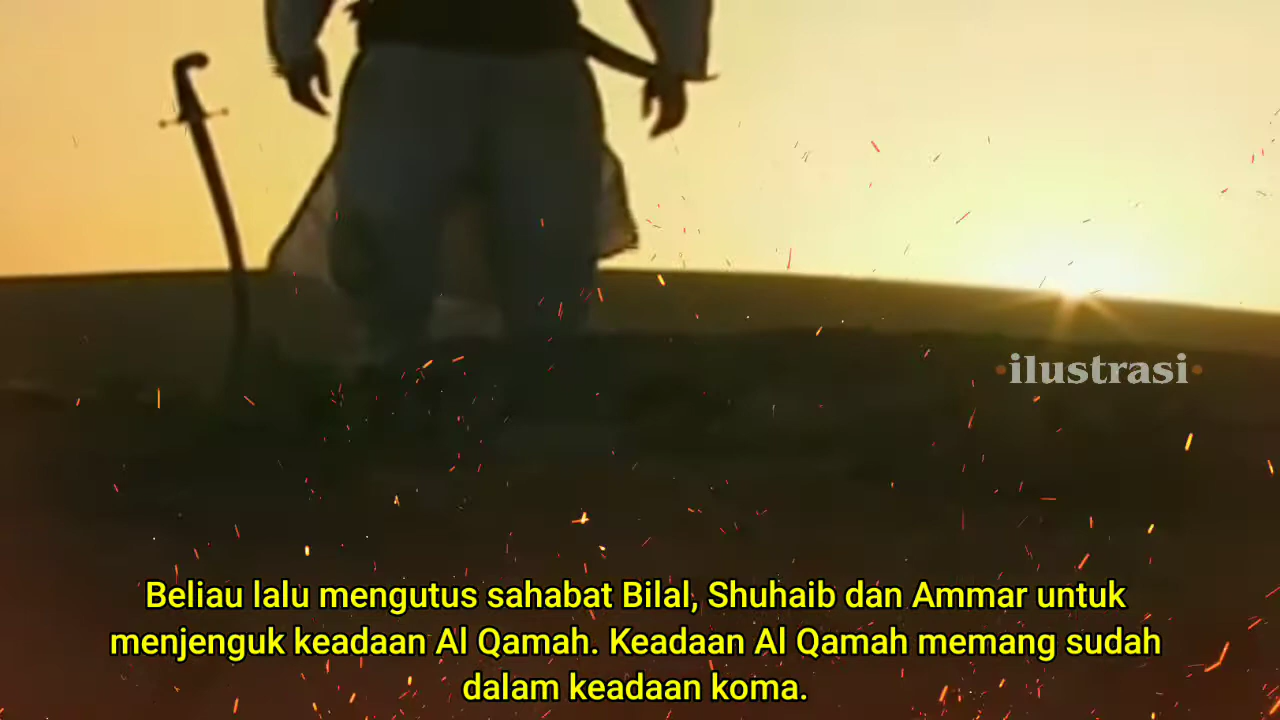 •ilustrasi•
Beliau lalu mengutus sahabat Bilal, Shuhaib dan Ammar untuk
menjenguk keadaan Al Qamah. Keadaan Al Qamah memang sudah
dalam keadaan koma.